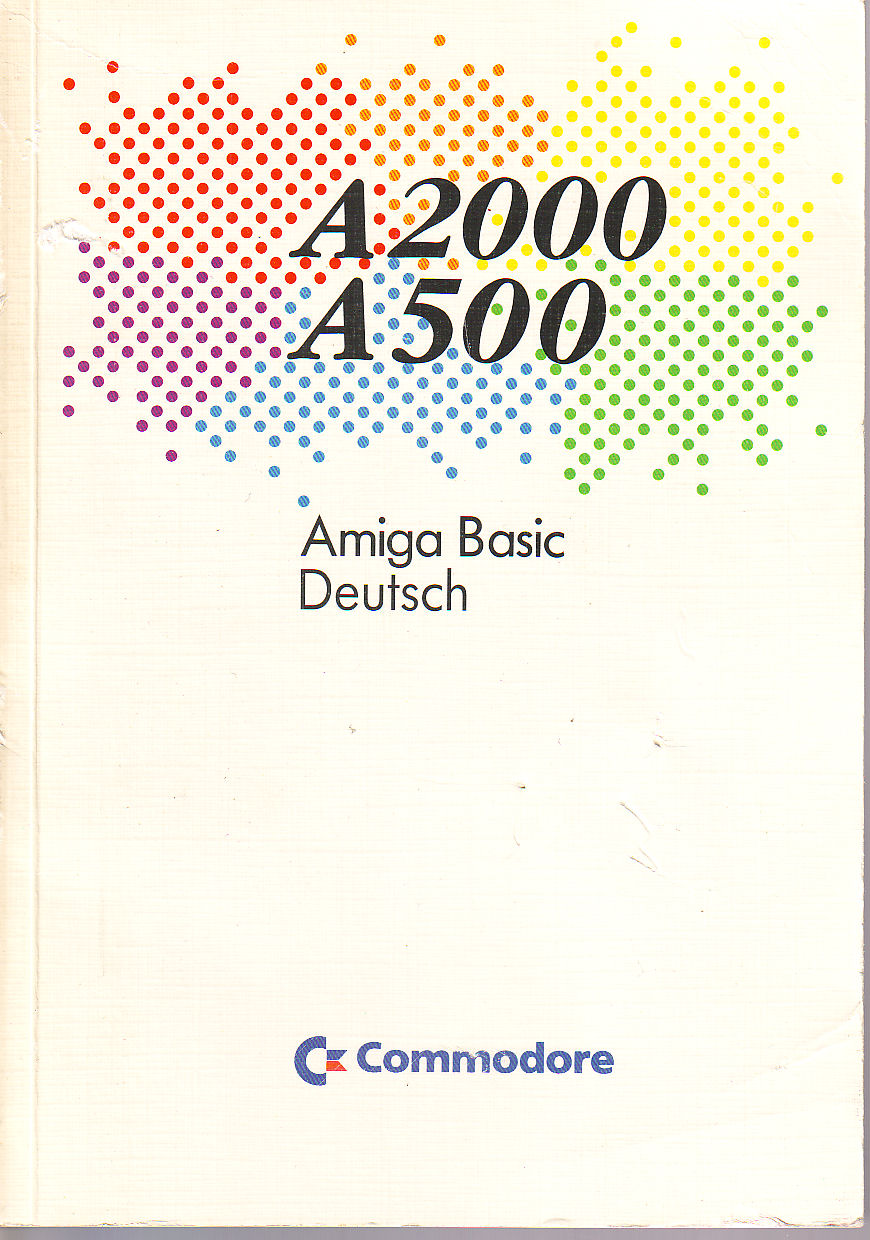 A2000
A500
Amiga Basic
Deutsch
Commodore